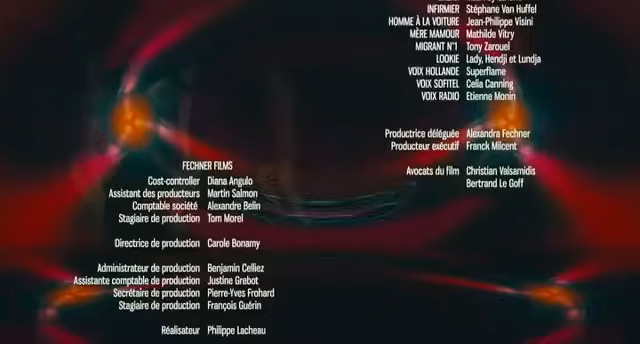 INFIRMIER Stéphane Van Huffel
HOMME À LA VOITURE Jean-Philippe Visini
MÈRE MAMOUR Mathilde Vitry
MIGRANT N°1 Tony Zarouel
LOOKIE Lady, Hendji et Lundja
VOIX HOLLANDE Superflame
VOIX SOFITEL Celia Canning
VOIX RADIO Etienne Monin
Productrice déléguée Alexandra Fechner
Producteur exécutif Franck Milcent
Avocats du film Christian Valsamidis
Bertrand Le Goff
FECHNER FILMS
Cost-controller Diana Angulo
Assistant des producteurs Martin Salmon
Comptable société Alexandre Belin
Stagiaire de production Tom Morel
Directrice de production Carole Bonamy
Administrateur de production Benjamin Celliez
Assistante comptable de production Justine Grebot
Secrétaire de production Pierre-Yves Frohard
Stagiaire de production François Guérin
Réalisateur Philippe Lacheau